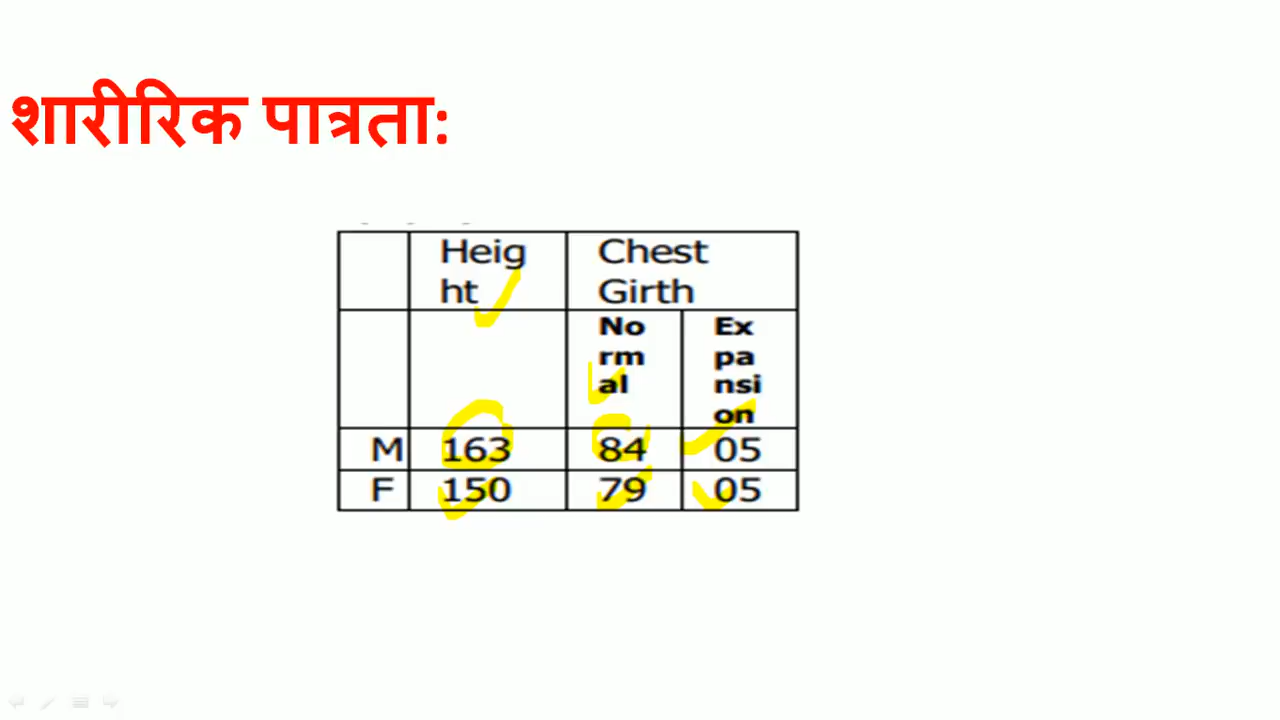 शारीरिक पात्रता:
Heig Chest
ht Girth
No Ex
rm pa
al nsi
on
M 163 84 05
F 150 79 05